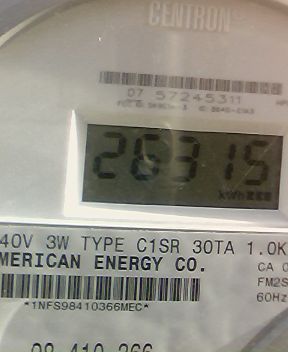 CENTRON
07 57245311
26315
kWh
40V 3W TYPE C1SR 30TA 1.0K
MERICAN ENERGY CO.
CA 0
FM2S
*1NFS98410366MEC*
60Hz
98 410 366